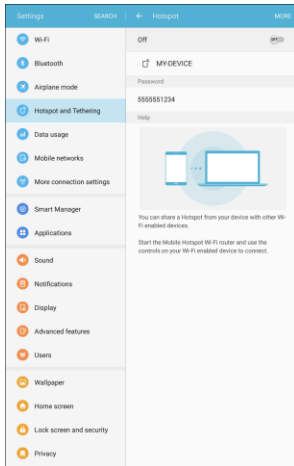 Settings
SEARCH
← Hotspot
MORE
Wi-Fi
Bluetooth
Airplane mode
Hotspot and Tethering
Data usage
Mobile networks
More connection settings
Smart Manager
Applications
Sound
Notifications
Display
Advanced features
Users
Wallpaper
Home screen
Lock screen and security
Privacy
Off
OFF
MY-DEVICE
Password
5555551234
Help
You can share a Hotspot from your device with other Wi-
Fi enabled devices.
Start the Mobile Hotspot Wi-Fi router and use the
controls on your Wi-Fi enabled device to connect.